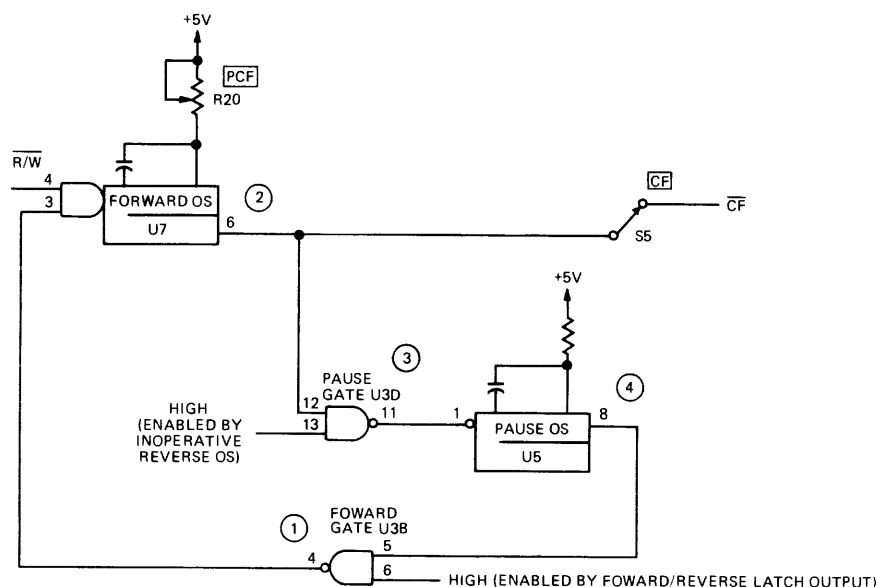 +5V
PCF
R20
R/W
4
3
FORWARD OS
U7
2
6
CF
CF
S5
+5V
3
PAUSE
GATE U3D
4
HIGH
(ENABLED BY
INOPERATIVE
REVERSE OS)
12
13
11
1
PAUSE OS
U5
8
1
FOWARD
GATE U3B
4
5
6
HIGH (ENABLED BY FOWARD/REVERSE LATCH OUTPUT)